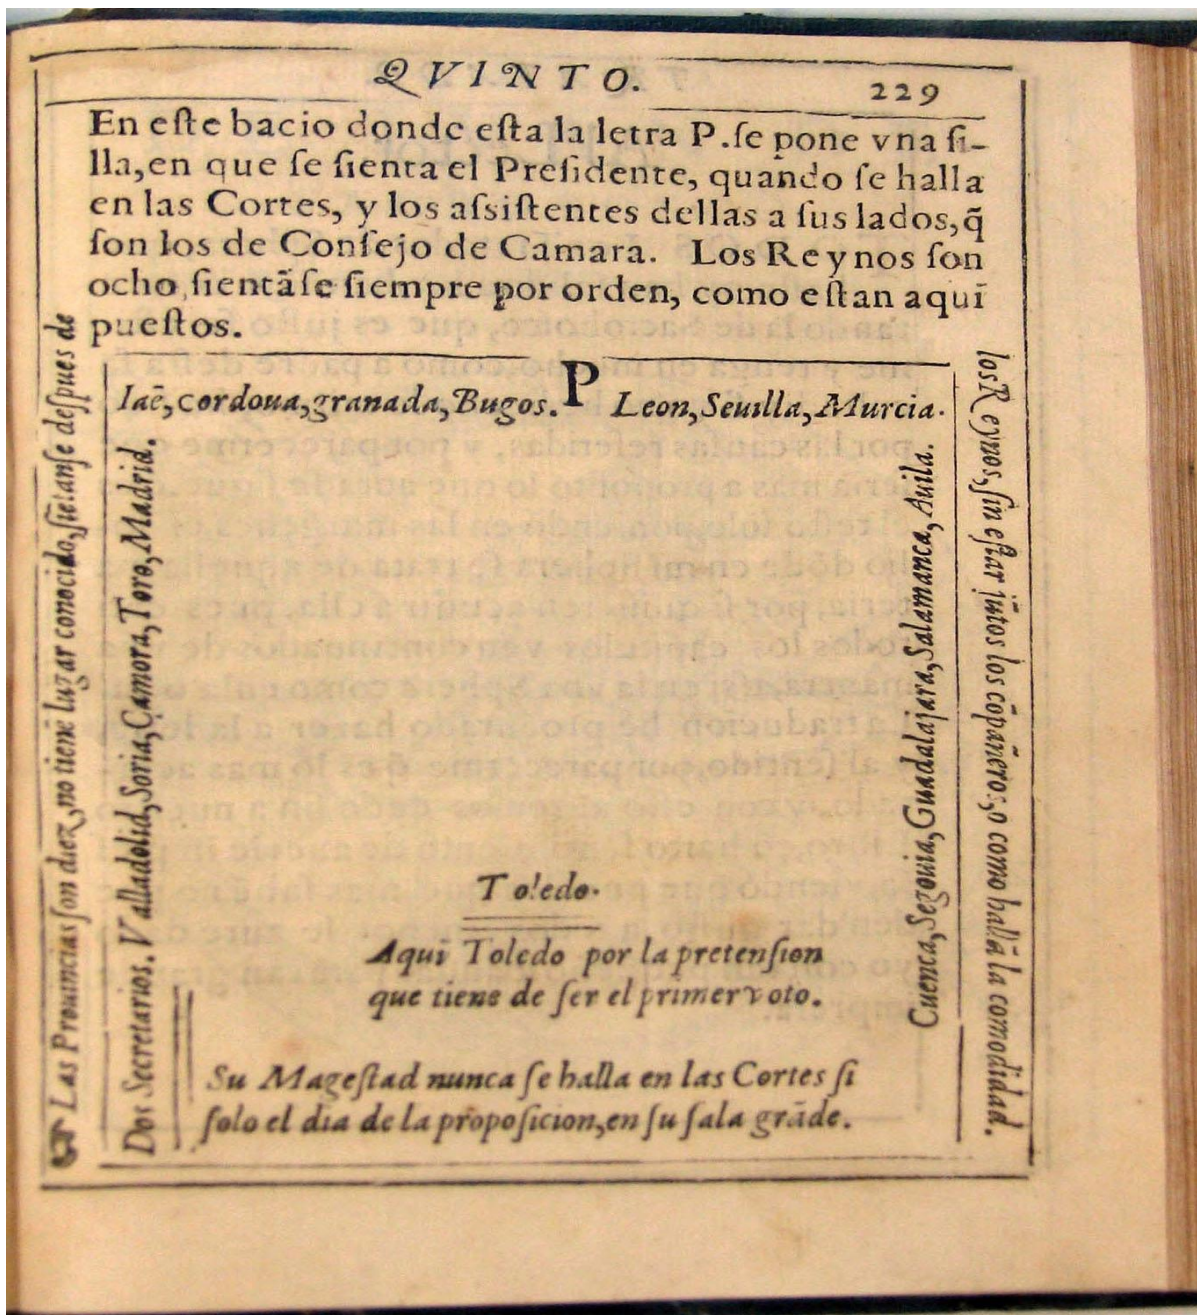 QVINTO.
229
En eſte bacio donde eſta la letra P.ſe pone vna ſi-
lla,en que ſe ſienta el Preſidente, quando ſe halla
en las Cortes, y los aſsiſtentes dellas a ſus lados,q̃
ſon los de Conſejo de Camara. Los Reynos ſon
ocho,ſientãſe ſiempre por orden, como eſtan aqui
pueſtos.
Iaẽ,cordoua,granada,Bugos. P Leon,Seuilla,Murcia.
Las Prouincias ſon diez,no tiene lugar conocido,ſiẽtanſe deſpues de
Dos Secretarios. Valladolid,Soria,Çamora,Toro,Madrid.
Cuenca,Segouia,Guadalajara,Salamanca,Auila.
los Reynos,ſin eſtar jũtos los cõpañeros,o como hallã la comodidad.
Toledo.
Aqui Toledo por la pretenſion
que tiene de ſer el primer voto.
Su Mageſtad nunca ſe halla en las Cortes ſi
ſolo el dia de la propoſicion,en ſu ſala grãde.